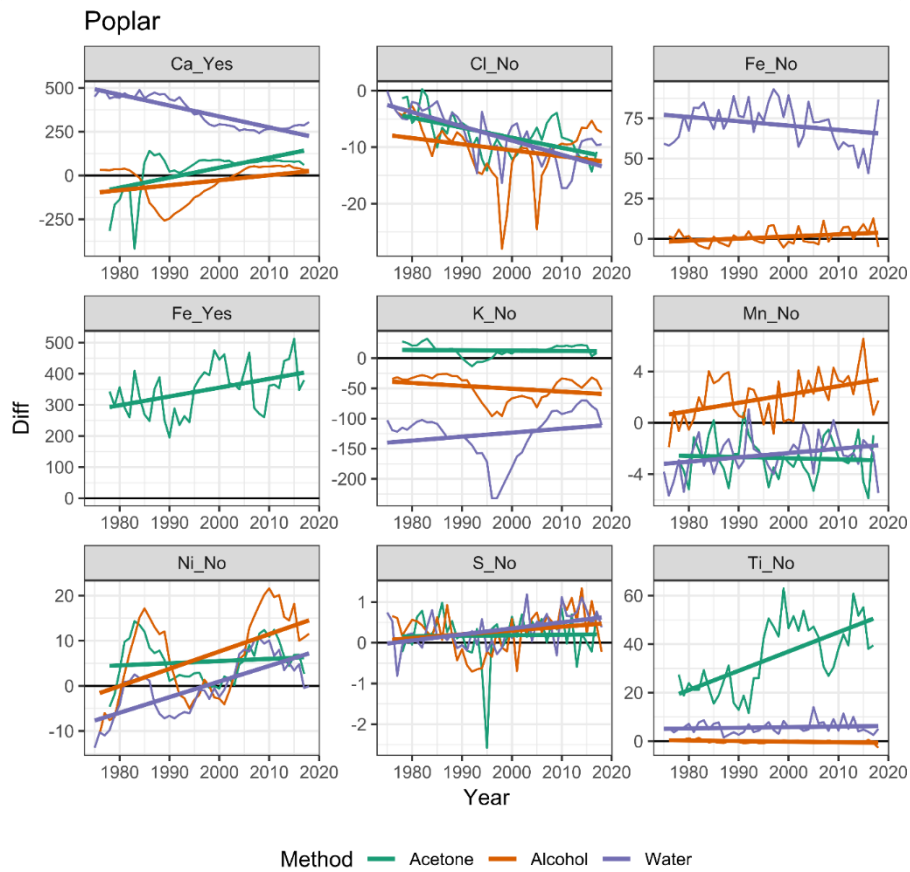 Poplar
Ca_Yes Cl_No Fe_No
500 250 0 -250
0 -10 -20
75 50 25 0
1980 1990 2000 2010 2020 1980 1990 2000 2010 2020 1980 1990 2000 2010 2020
Fe_Yes K_No Mn_No
500 400 300 200 100 0
0 -50 -100 -150 -200
4 0 -4
Diff
1980 1990 2000 2010 2020 1980 1990 2000 2010 2020 1980 1990 2000 2010 2020
Ni_No S_No Ti_No
20 10 0 -10
1 0 -1 -2
60 40 20 0
1980 1990 2000 2010 2020 1980 1990 2000 2010 2020 1980 1990 2000 2010 2020
Year
Method Acetone Alcohol Water